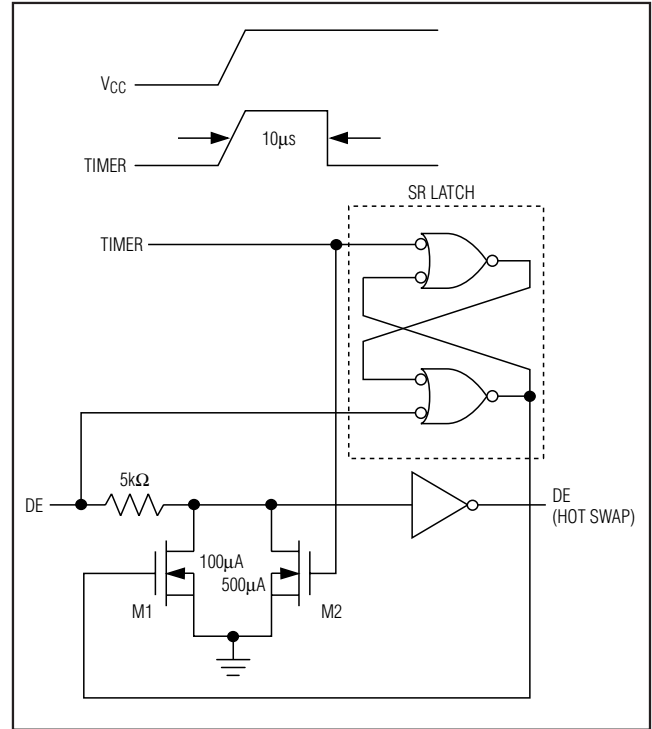 VCC
TIMER
10µs
SR LATCH
TIMER
5kΩ
DE
100µA
500µA
M1
M2
DE
(HOT SWAP)